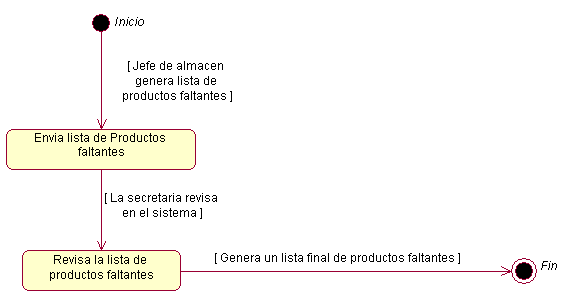 Inicio
[ Jefe de almacen
genera lista de
productos faltantes ]
Envia lista de Productos
faltantes
[ La secretaria revisa
en el sistema ]
Revisa la lista de
productos faltantes
[ Genera un lista final de productos faltantes ]
Fin